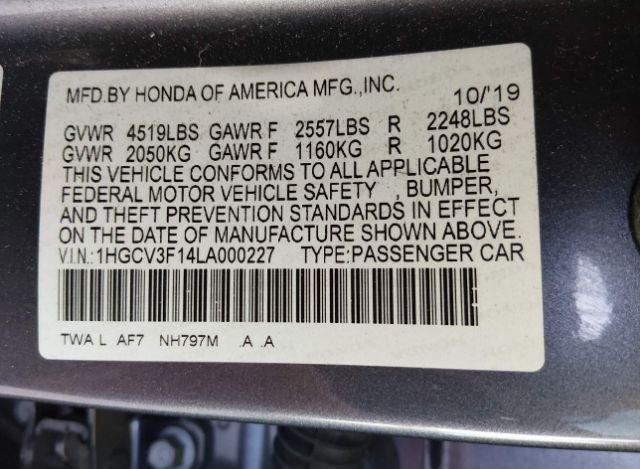 MFD.BY HONDA OF AMERICA MFG.,INC. 10/'19
GVWR 4519LBS GAWR F 2557LBS R 2248LBS
GVWR 2050KG GAWR F 1160KG R 1020KG
THIS VEHICLE CONFORMS TO ALL APPLICABLE
FEDERAL MOTOR VEHICLE SAFETY , BUMPER,
AND THEFT PREVENTION STANDARDS IN EFFECT
ON THE DATE OF MANUFACTURE SHOWN ABOVE.
V.I.N.:1HGCV3F14LA000227 TYPE:PASSENGER CAR
TWA L AF7 NH797M .A .A